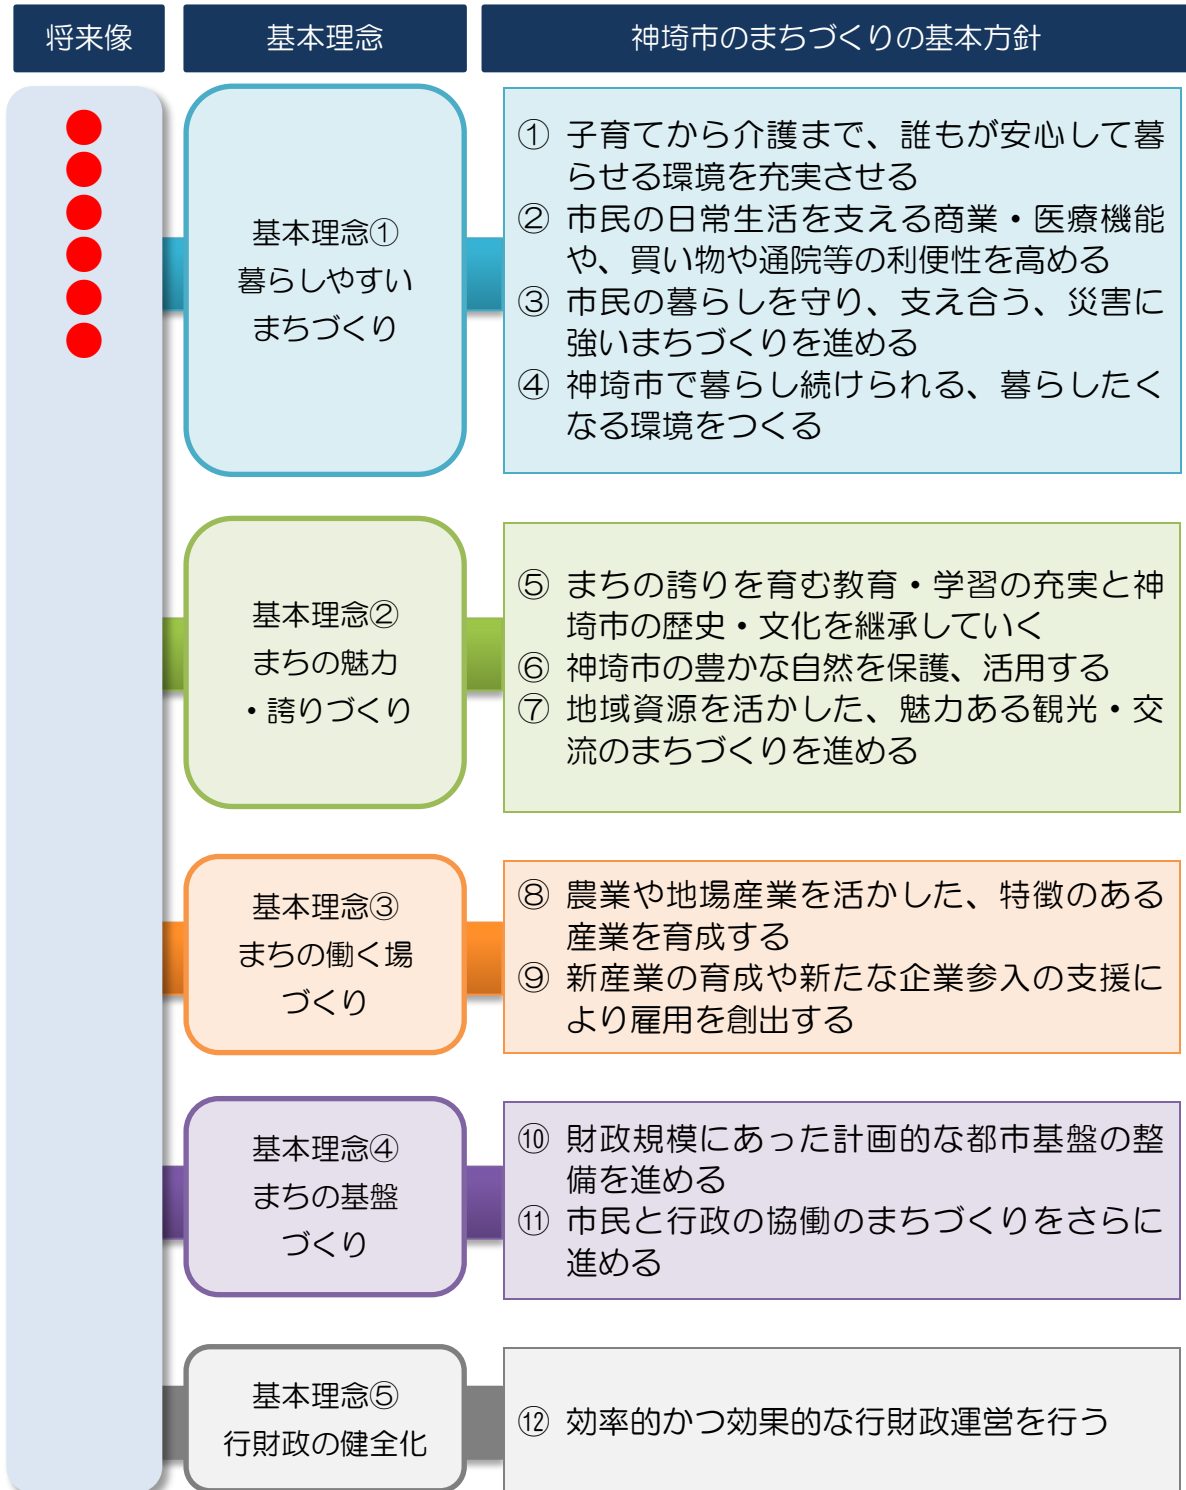 将来像
基本理念
神埼市のまちづくりの基本方針
●
●
●
●
●
●
基本理念①
暮らしやすい
まちづくり
① 子育てから介護まで、誰もが安心して暮
らせる環境を充実させる
② 市民の日常生活を支える商業・医療機能
や、買い物や通院等の利便性を高める
③ 市民の暮らしを守り、支え合う、災害に
強いまちづくりを進める
④ 神埼市で暮らし続けられる、暮らしたく
なる環境をつくる
基本理念②
まちの魅力
・誇りづくり
⑤ まちの誇りを育む教育・学習の充実と神
埼市の歴史・文化を継承していく
⑥ 神埼市の豊かな自然を保護、活用する
⑦ 地域資源を活かした、魅力ある観光・交
流のまちづくりを進める
基本理念③
まちの働く場
づくり
⑧ 農業や地場産業を活かした、特徴のある
産業を育成する
⑨ 新産業の育成や新たな企業参入の支援に
より雇用を創出する
基本理念④
まちの基盤
づくり
⑩ 財政規模にあった計画的な都市基盤の整
備を進める
⑪ 市民と行政の協働のまちづくりをさらに
進める
基本理念⑤
行財政の健全化
⑫ 効率的かつ効果的な行財政運営を行う